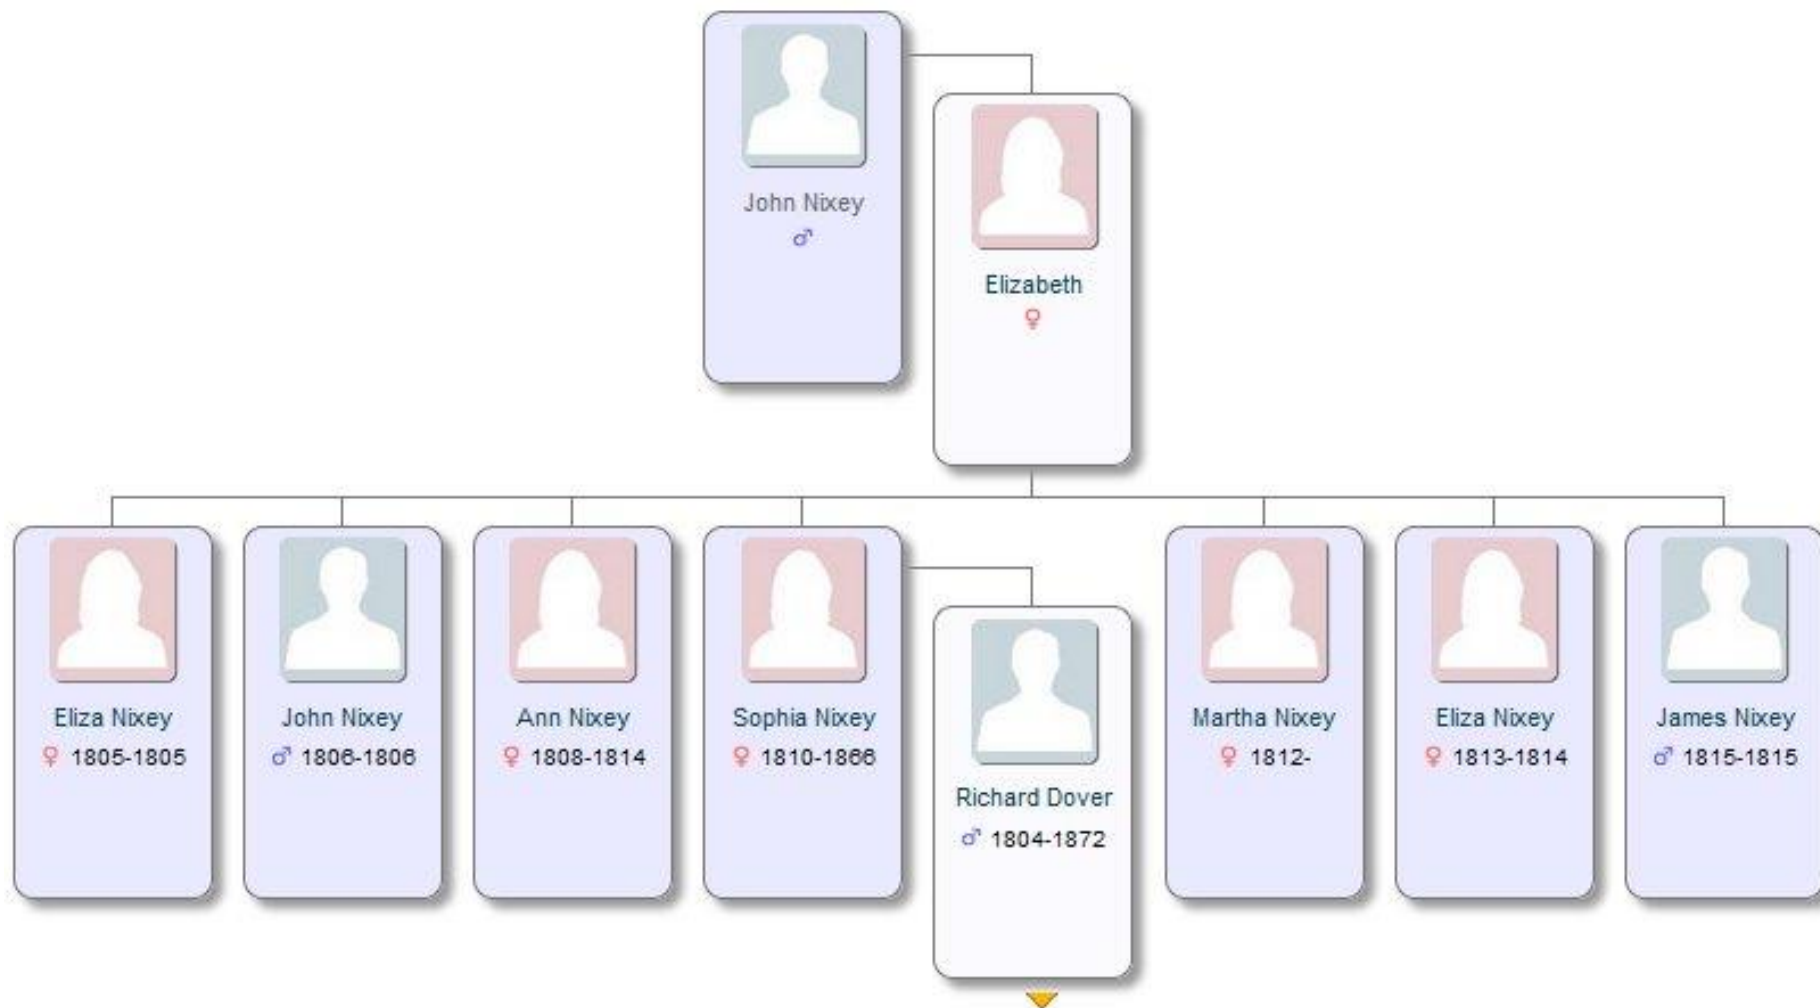 John Nixey
♂
Elizabeth
♀
Eliza Nixey
♀ 1805-1805
John Nixey
♂ 1806-1806
Ann Nixey
♀ 1808-1814
Sophia Nixey
♀ 1810-1866
Richard Dover
♂ 1804-1872
Martha Nixey
♀ 1812-
Eliza Nixey
♀ 1813-1814
James Nixey
♂ 1815-1815